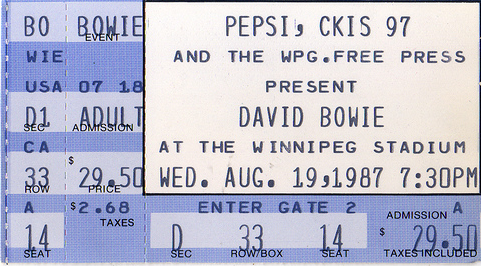 BO BOWIE
EVENT
WIE
USA 07 18
D1 ADULT
SEC ADMISSION
CA
$
33 29.50
ROW PRICE
A $2.68
TAXES
14
SEAT
PEPSI, CKIS 97
AND THE WPG.FREE PRESS
PRESENT
DAVID BOWIE
AT THE WINNIPEG STADIUM
WED. AUG. 19,1987 7:30PM
ENTER GATE 2 A
ADMISSION
D 33 14 $ 29.50
SEC ROW/BOX SEAT TAXES INCLUDED